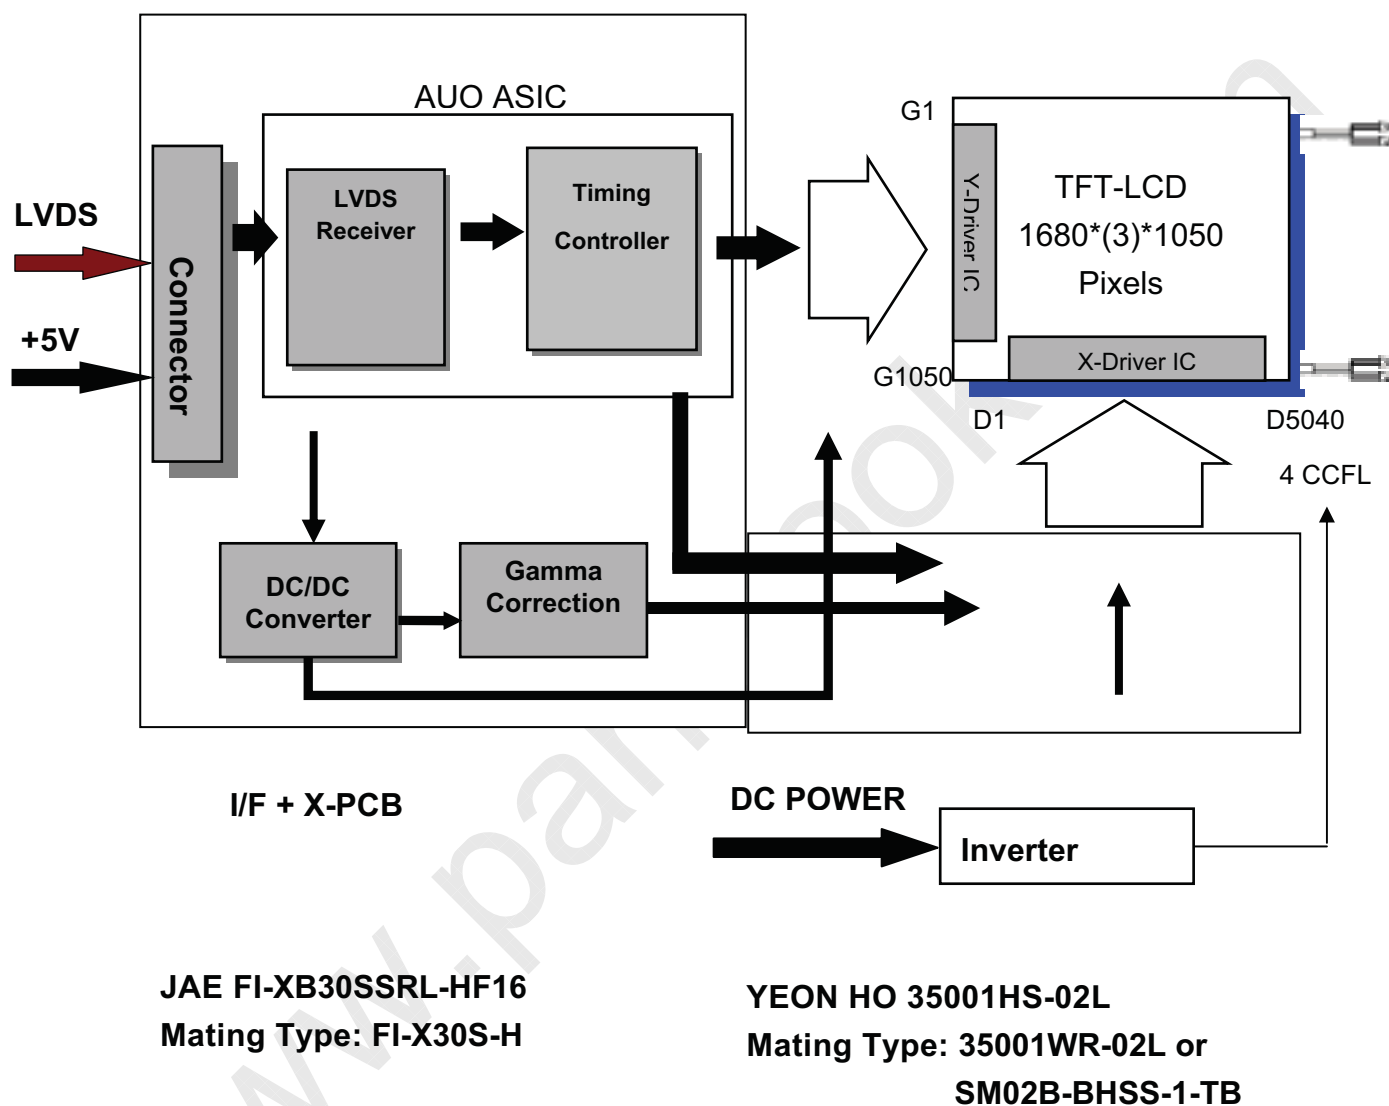 AUO ASIC
LVDS
+5V
Connector
LVDS
Receiver
Timing
Controller
G1
Y-Driver IC
TFT-LCD
1680*(3)*1050
Pixels
X-Driver IC
G1050
D1
D5040
4 CCFL
DC/DC
Converter
Gamma
Correction
I/F + X-PCB
DC POWER
Inverter
JAE FI-XB30SSRL-HF16
Mating Type: FI-X30S-H
YEON HO 35001HS-02L
Mating Type: 35001WR-02L or
SM02B-BHSS-1-TB